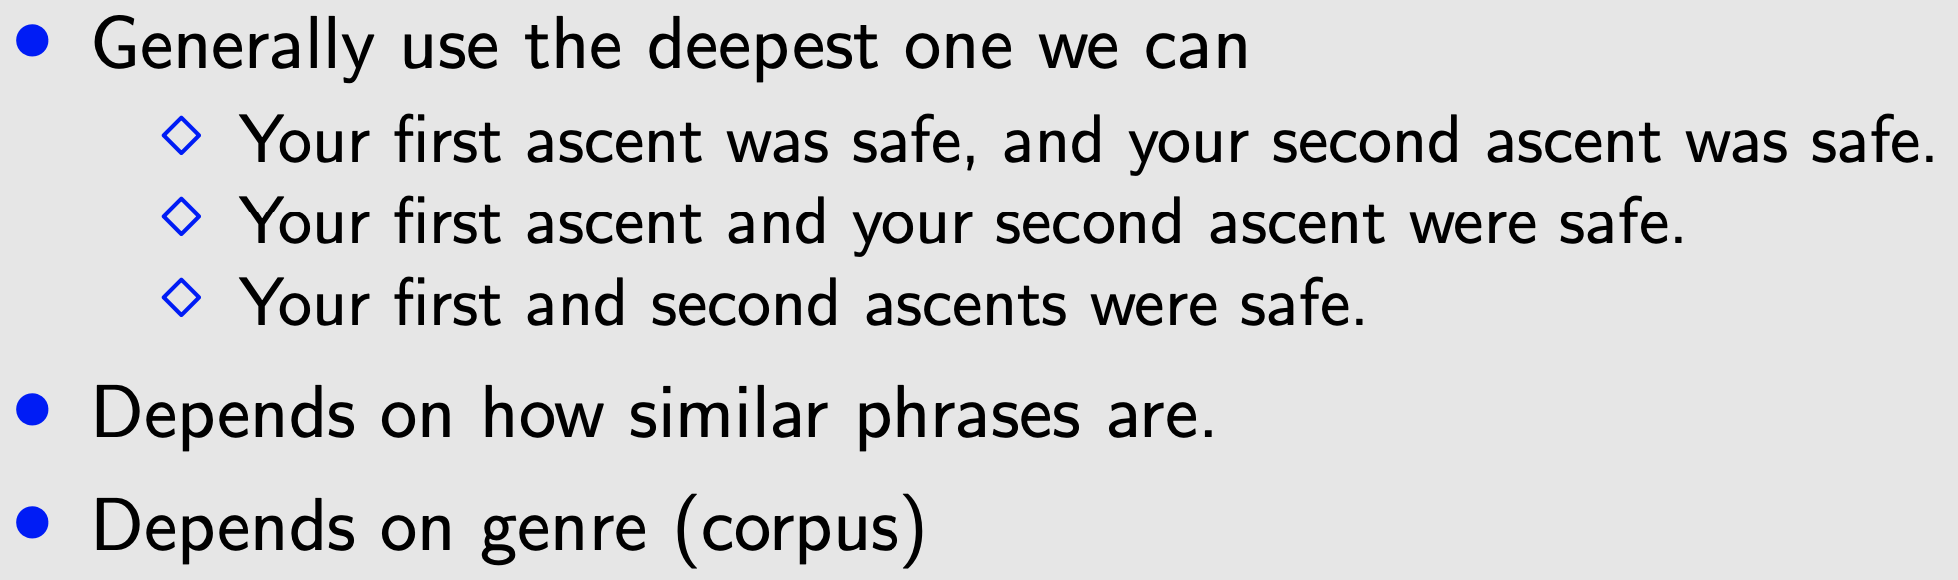 • Generally use the deepest one we can
◇ Your first ascent was safe, and your second ascent was safe.
◇ Your first ascent and your second ascent were safe.
◇ Your first and second ascents were safe.
• Depends on how similar phrases are.
• Depends on genre (corpus)